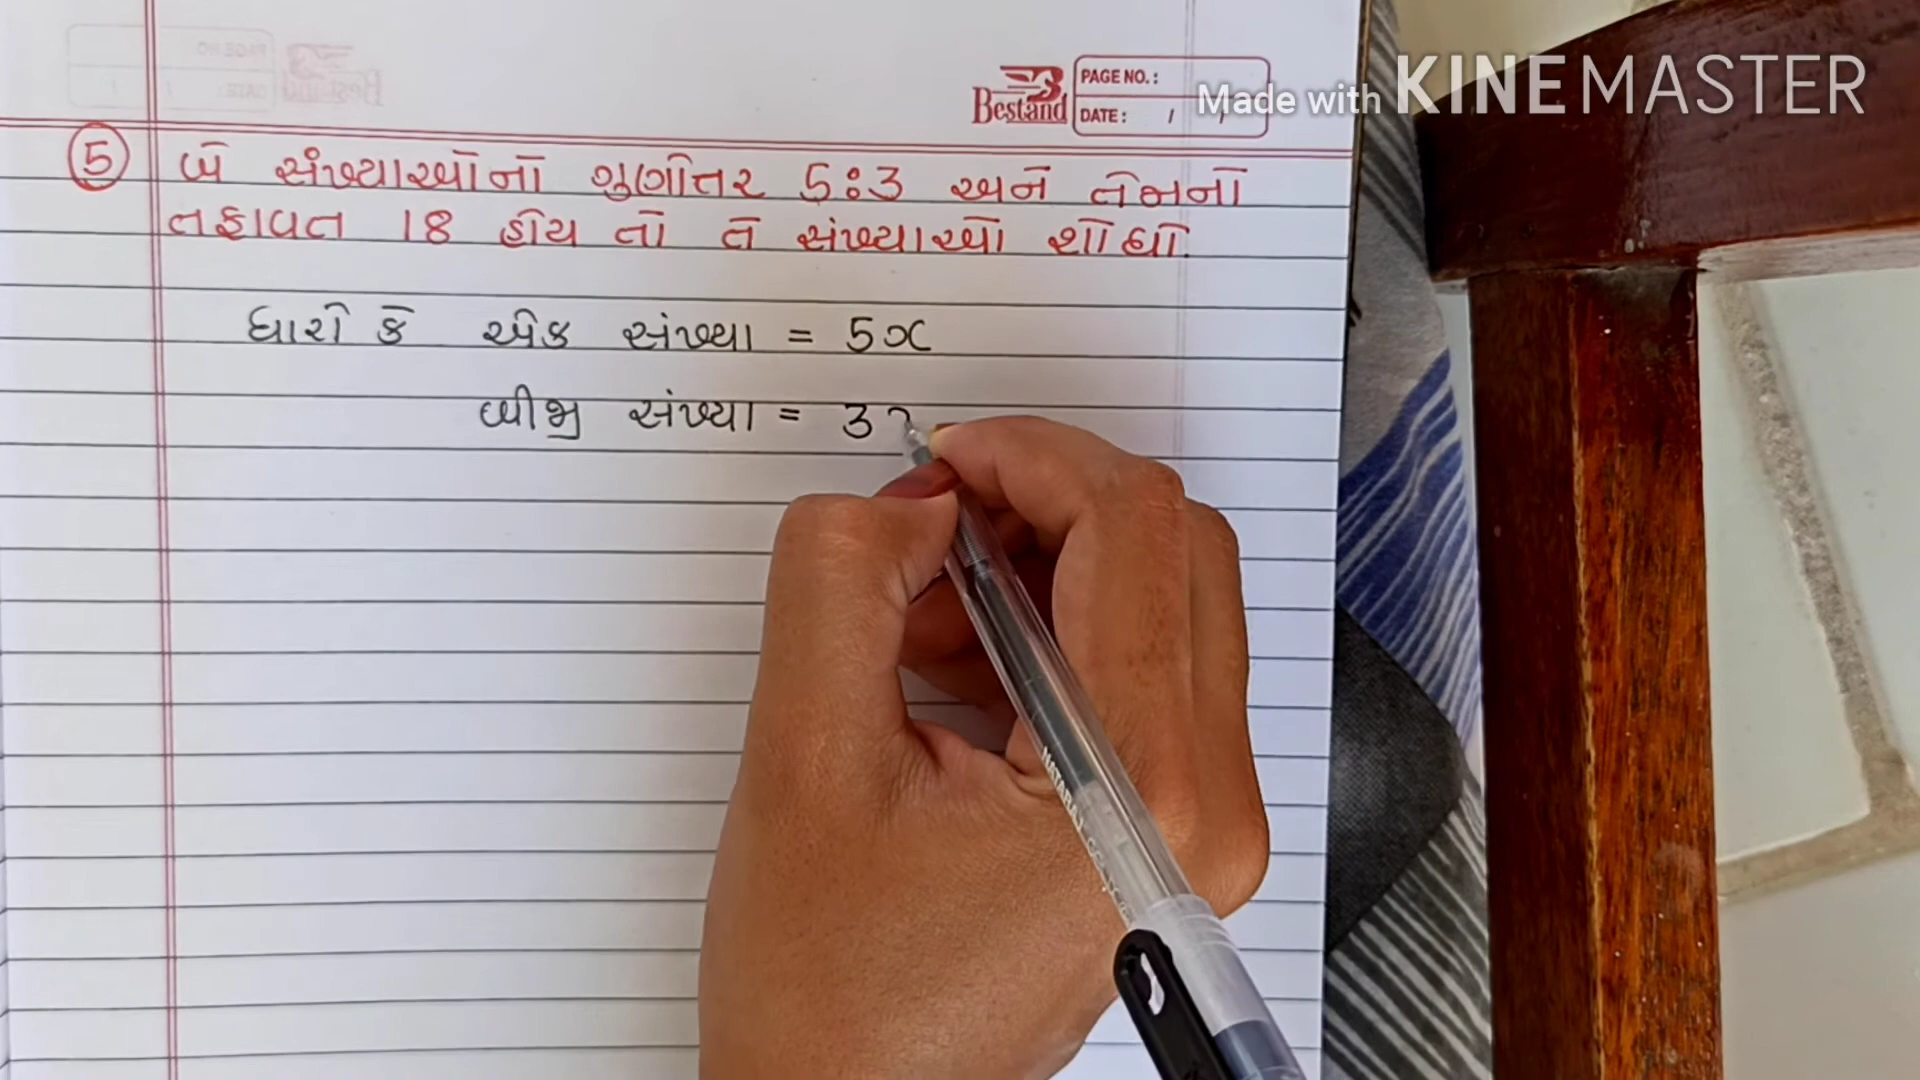 Bestand
PAGE NO. :
DATE : / /
Made with KINEMASTER
5 બે સંખ્યાઓનો ગુણોતર 5:3 અને તેમનો
તફાવત 18 હોય તો તે સંખ્યાઓ શોધો.
ધારો કે એક સંખ્યા = 5x
બીજી સંખ્યા = 3
NATARAJ